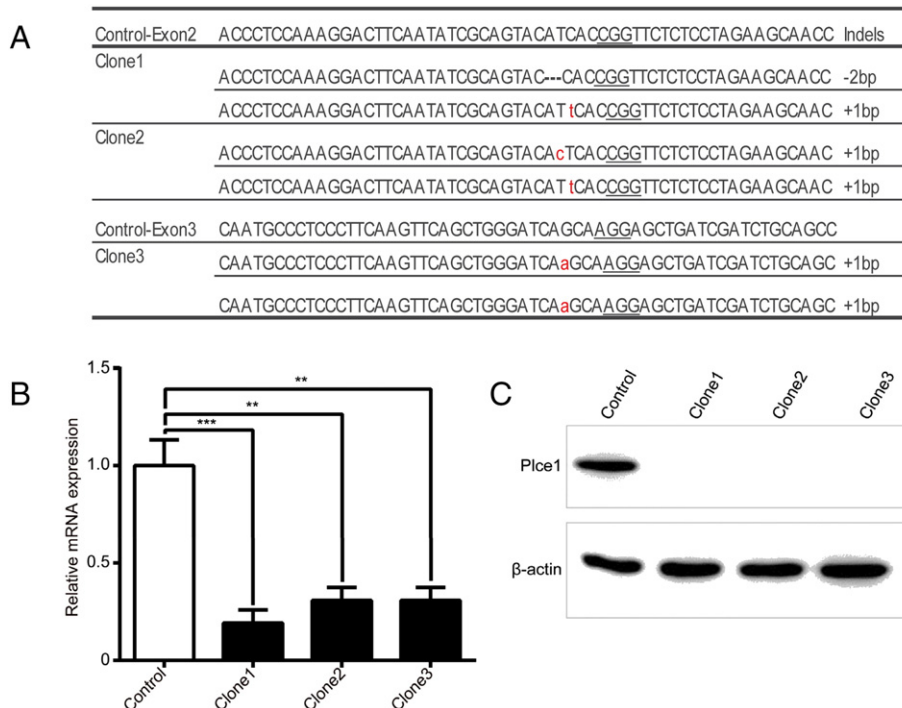 A
Control-Exon2 ACCCTCCAAAGGACTTCAATATCGCAGTACATCACCGGTTCTCTCCTAGAAGCAACC Indels
Clone1
ACCCTCCAAAGGACTTCAATATCGCAGTAC---CACCGGTTCTCTCCTAGAAGCAACC -2bp
ACCCTCCAAAGGACTTCAATATCGCAGTACATtCACCGGTTCTCTCCTAGAAGCAAC +1bp
Clone2 ACCCTCCAAAGGACTTCAATATCGCAGTACAcTCACCGGTTCTCTCCTAGAAGCAAC +1bp
ACCCTCCAAAGGACTTCAATATCGCAGTACATtCACCGGTTCTCTCCTAGAAGCAAC +1bp
Control-Exon3 CAATGCCCTCCCTTCAAGTTCAGCTGGGATCAGCAAGGAGCTGATCGATCTGCAGCC
Clone3 CAATGCCCTCCCTTCAAGTTCAGCTGGGATCAaGCAAGGAGCTGATCGATCTGCAGC +1bp
CAATGCCCTCCCTTCAAGTTCAGCTGGGATCAaGCAAGGAGCTGATCGATCTGCAGC +1bp
B
Relative mRNA expression
1.5
1.0
0.5
0
**
**
***
Control Clone1 Clone2 Clone3
C
Control Clone1 Clone2 Clone3
Plce1
β-actin